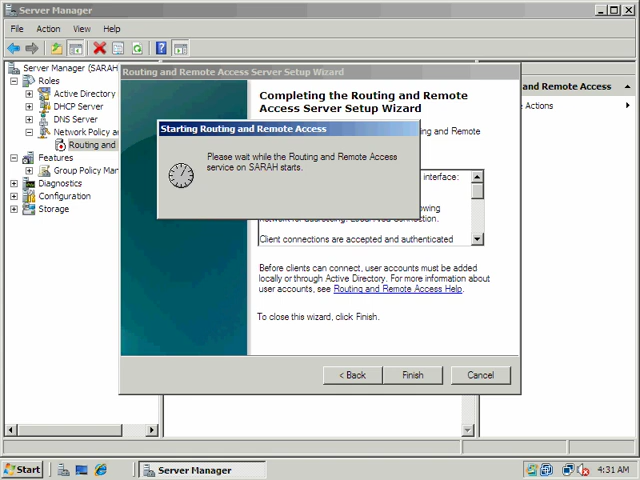 Server Manager
File Action View Help
Server Manager (SARAH
Roles
Active Directory
DHCP Server
DNS Server
Network Policy a
Routing and
Features
Group Policy Man
Diagnostics
Configuration
Storage
Routing and Remote Access Server Setup Wizard
Completing the Routing and Remote
Access Server Setup Wizard
ing and Remote
Starting Routing and Remote Access
Please wait while the Routing and Remote Access
service on SARAH starts.
interface:
owing
Client connections are accepted and authenticated
Before clients can connect, user accounts must be added
locally or through Active Directory. For more information about
user accounts, see Routing and Remote Access Help.
To close this wizard, click Finish.
< Back Finish Cancel
and Remote Access
Actions
Start
Server Manager
4:31 AM